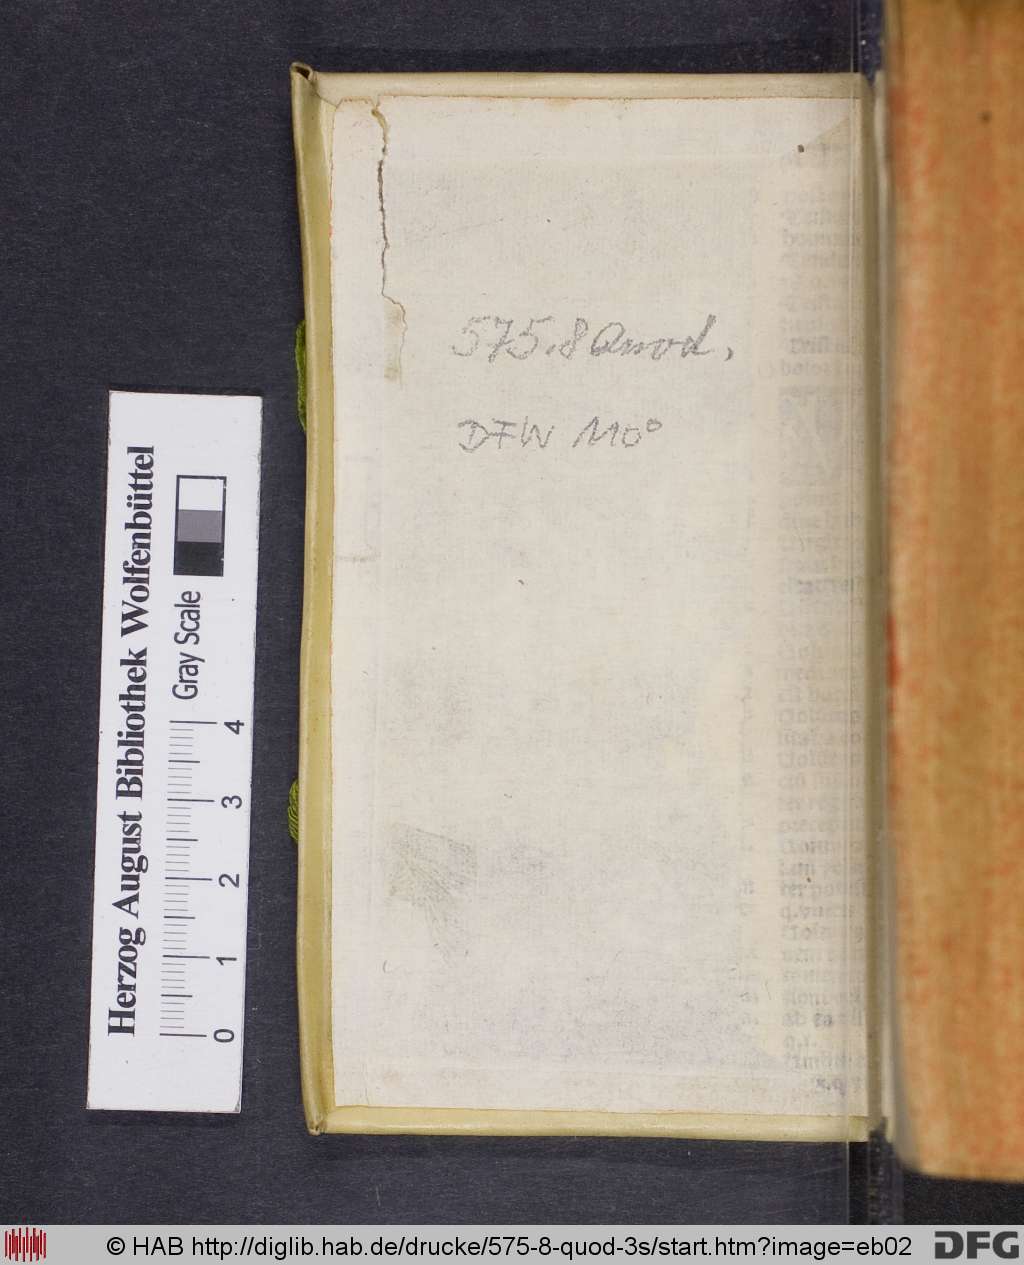 575.8 Quod.
DFW 110°
Herzog August Bibliothek Wolfenbüttel
Gray Scale
0 1 2 3 4
© HAB http://diglib.hab.de/drucke/575-8-quod-3s/start.htm?image=eb02
DFG